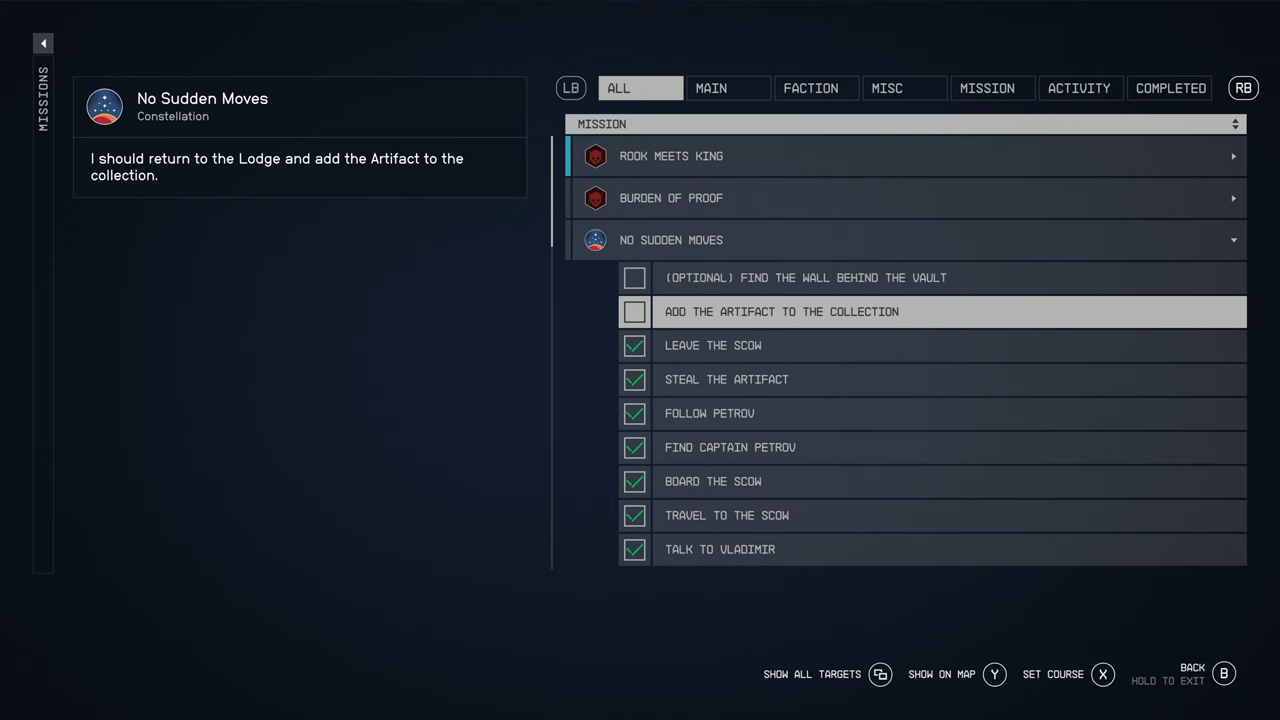 MISSIONS
No Sudden Moves
Constellation
I should return to the Lodge and add the Artifact to the
collection.
LB
ALL
MAIN
FACTION
MISC
MISSION
ACTIVITY
COMPLETED
RB
MISSION
ROOK MEETS KING
BURDEN OF PROOF
NO SUDDEN MOVES
(OPTIONAL) FIND THE WALL BEHIND THE VAULT
ADD THE ARTIFACT TO THE COLLECTION
LEAVE THE SCOW
STEAL THE ARTIFACT
FOLLOW PETROV
FIND CAPTAIN PETROV
BOARD THE SCOW
TRAVEL TO THE SCOW
TALK TO VLADIMIR
SHOW ALL TARGETS
SHOW ON MAP Y
SET COURSE X
BACK B
HOLD TO EXIT